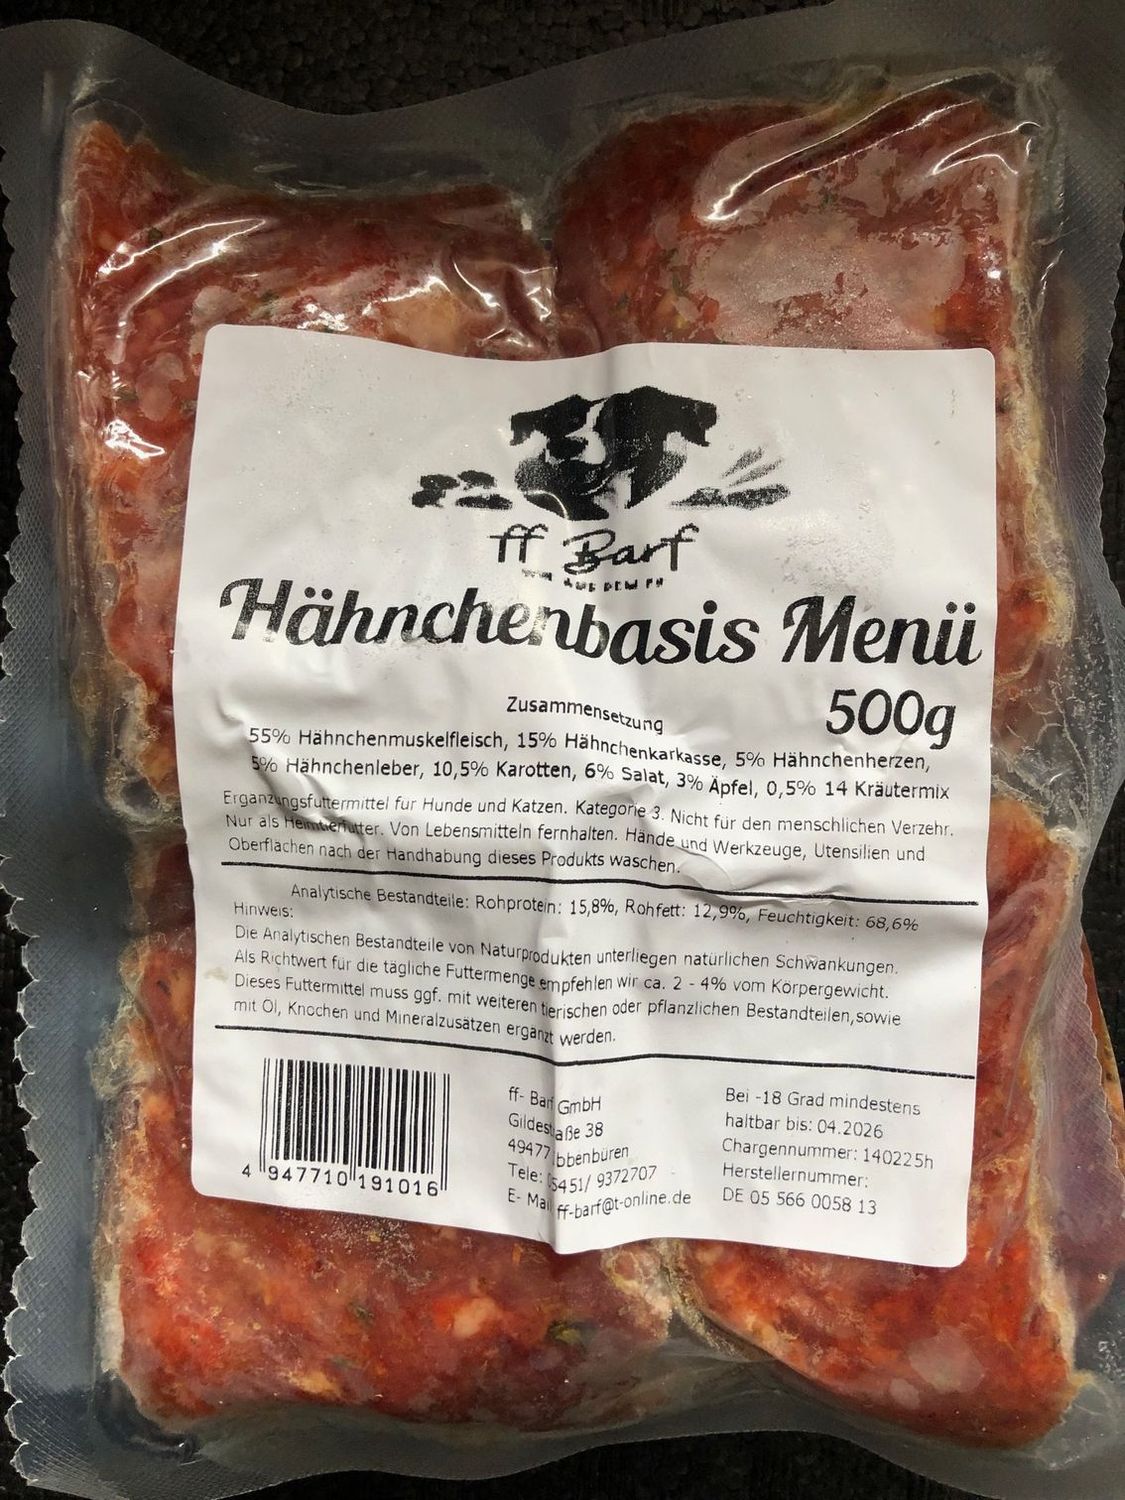 ff Barf
Hähnchenbasis Menü
500g
Zusammensetzung
55% Hähnchenmuskelfleisch, 15% Hähnchenkarkasse, 5% Hähnchenherzen,
5% Hähnchenleber, 10,5% Karotten, 6% Salat, 3% Äpfel, 0,5% 14 Kräutermix
Ergänzungsfuttermittel für Hunde und Katzen. Kategorie 3. Nicht für den menschlichen Verzehr.
Nur als Heimtierfutter. Von Lebensmitteln fernhalten. Hände und Werkzeuge, Utensilien und
Oberflächen nach der Handhabung dieses Produkts waschen.
Analytische Bestandteile: Rohprotein: 15,8%, Rohfett: 12,9%, Feuchtigkeit: 68,6%
Hinweis:
Die Analytischen Bestandteile von Naturprodukten unterliegen natürlichen Schwankungen.
Als Richtwert für die tägliche Futtermenge empfehlen wir ca. 2 - 4% vom Körpergewicht.
Dieses Futtermittel muss ggf. mit weiteren tierischen oder pflanzlichen Bestandteilen,sowie
mit Öl, Knochen und Mineralzusätzen ergänzt werden.
4 947710 191016
ff- Barf GmbH
38
49477
Tele: 5451/ 9372707
E- Mail ff-barf@t-online.de
Bei -18 Grad mindestens
haltbar bis: 04.2026
Chargennummer: 140225h
Herstellernummer:
DE 05 566 0058 13